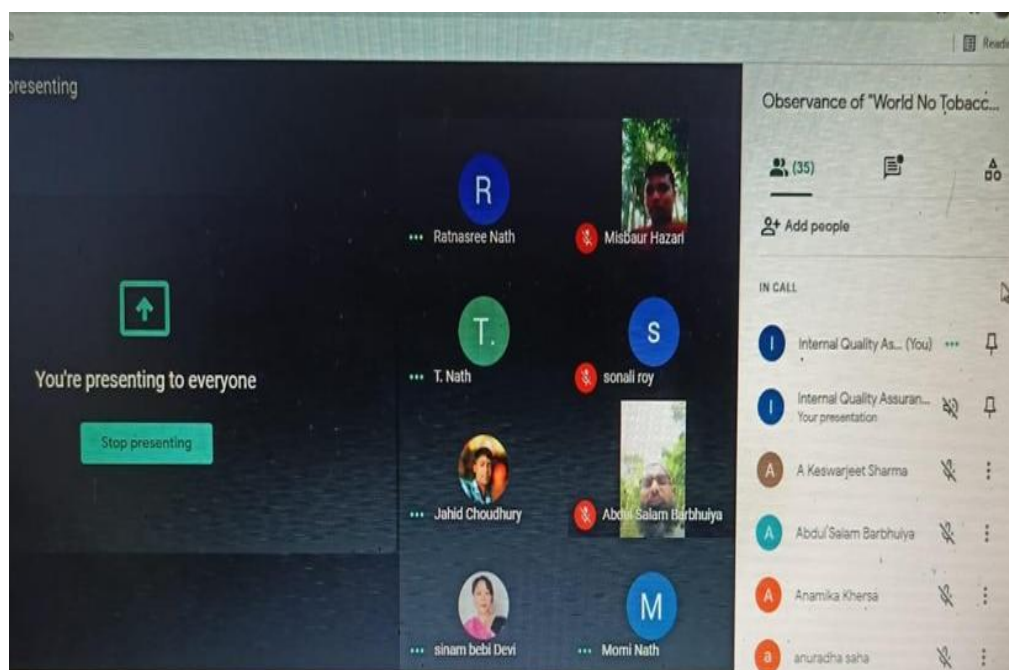 presenting
You're presenting to everyone
Stop presenting
R
Ratnasree Nath
Misbaur Hazari
T.
T. Nath
S
sonali roy
Jahid Choudhury
Abdul Salam Barbhuiya
sinam bebi Devi
M
Momi Nath
Observance of "World No Tobacc...
(35)
Add people
IN CALL
I
Internal Quality As... (You)
I
Internal Quality Assuran...
Your presentation
A
A Keswarjeet Sharma
A
Abdul Salam Barbhuiya
A
Anamika Khersa
a
anuradha saha